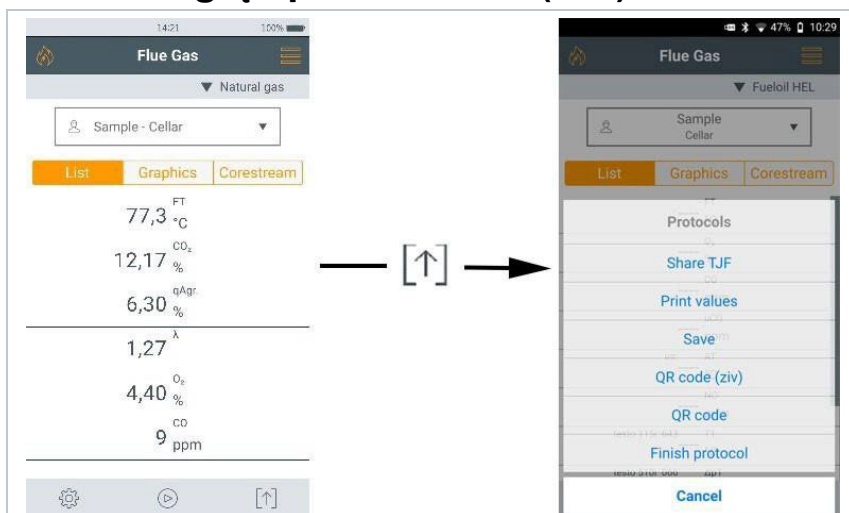 14:21 100%
Flue Gas
▼ Natural gas
Sample - Cellar ▼
List Graphics Corestream
77,3 FT °C
12,17 CO₂ %
6,30 qAgr. %
1,27 λ
4,40 O₂ %
9 CO ppm
[↑]
[↑]
47% 10:29
Flue Gas
▼ Fueloil HEL
Sample
Cellar
▼
List Graphics Corestream
FT
Protocols
Share TJF
Print values
Save
QR code (ziv)
QR code
Finish protocol
Cancel